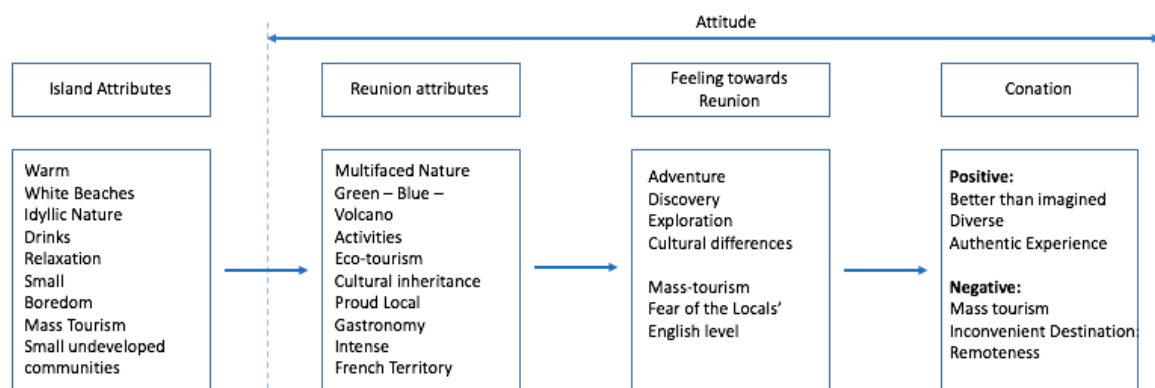 Attitude
Island Attributes
Reunion attributes
Feeling towards
Reunion
Conation
Warm
White Beaches
Idyllic Nature
Drinks
Relaxation
Small
Boredom
Mass Tourism
Small undeveloped
communities
Multifaced Nature
Green – Blue –
Volcano
Activities
Eco-tourism
Cultural inheritance
Proud Local
Gastronomy
Intense
French Territory
Adventure
Discovery
Exploration
Cultural differences
Mass-tourism
Fear of the Locals'
English level
Positive:
Better than imagined
Diverse
Authentic Experience
Negative:
Mass tourism
Inconvenient Destination:
Remoteness